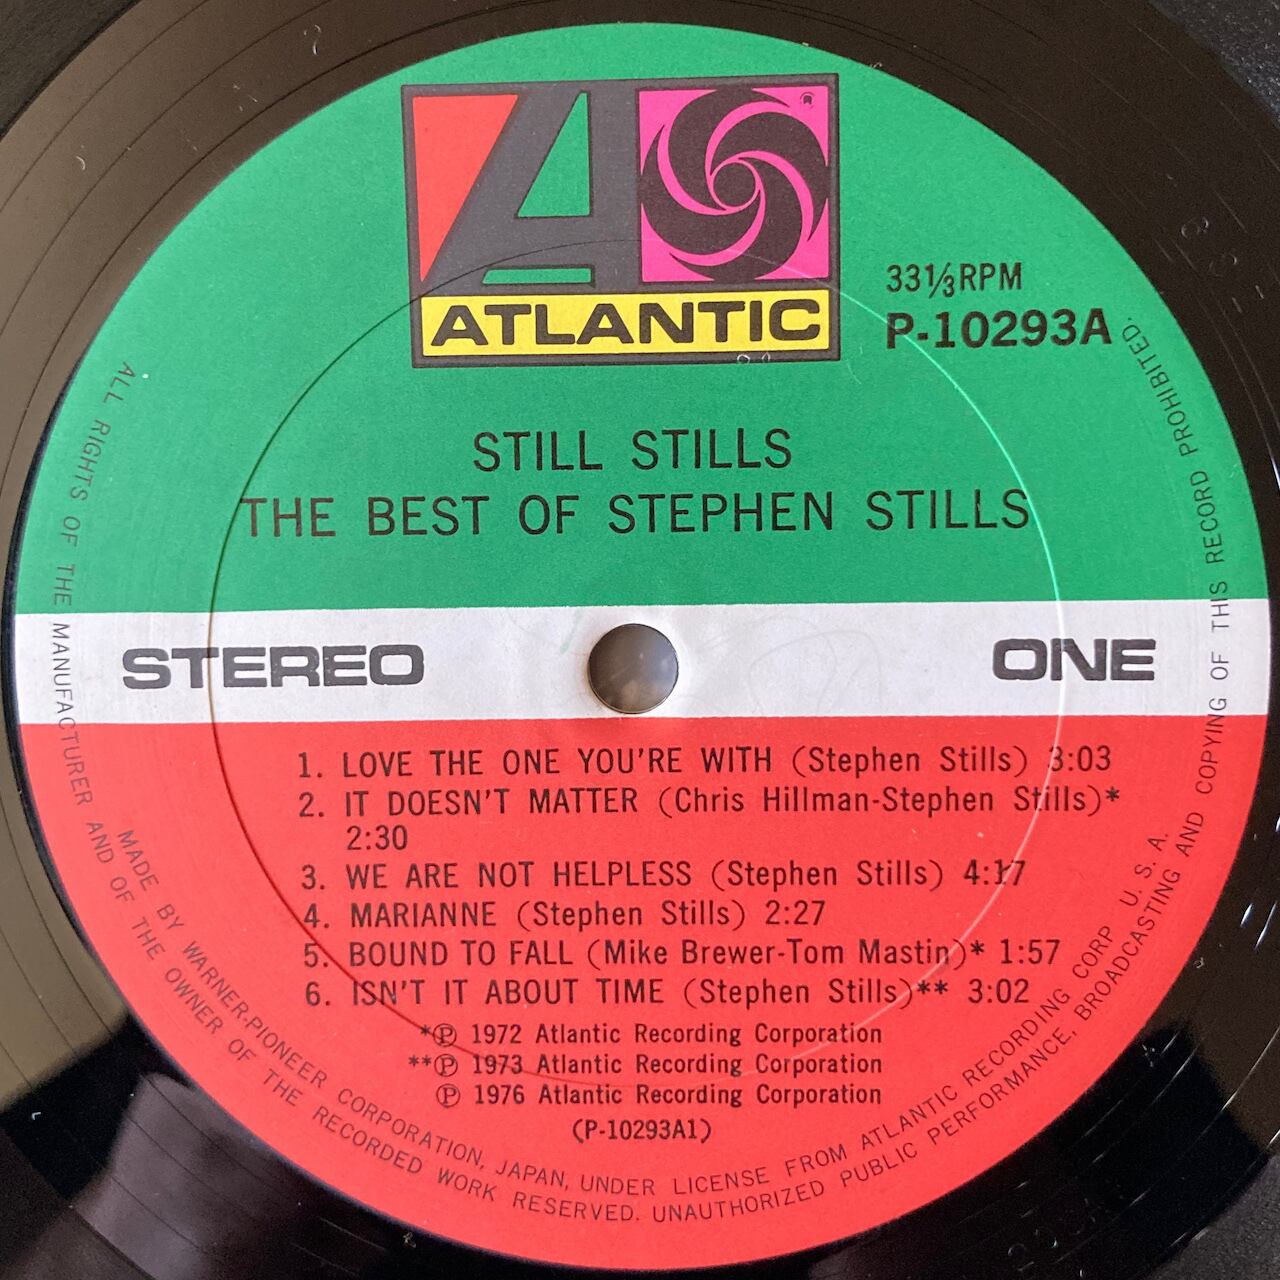 ATLANTIC
33⅓RPM
P-10293A
STILL STILLS
THE BEST OF STEPHEN STILLS
STEREO
ONE
1. LOVE THE ONE YOU'RE WITH (Stephen Stills) 3:03
2. IT DOESN'T MATTER (Chris Hillman-Stephen Stills)*
2:30
3. WE ARE NOT HELPLESS (Stephen Stills) 4:17
4. MARIANNE (Stephen Stills) 2:27
5. BOUND TO FALL (Mike Brewer-Tom Mastin)* 1:57
6. ISN'T IT ABOUT TIME (Stephen Stills)** 3:02
*℗ 1972 Atlantic Recording Corporation
**℗ 1973 Atlantic Recording Corporation
℗ 1976 Atlantic Recording Corporation
(P-10293A1)
MADE BY WARNER-PIONEER CORPORATION, JAPAN, UNDER LICENSE FROM ATLANTIC RECORDING CORP U. S. A.
ALL RIGHTS OF THE MANUFACTURER AND OF THE OWNER OF THE RECORDED WORK RESERVED. UNAUTHORIZED PUBLIC PERFORMANCE, BROADCASTING AND COPYING OF THIS RECORD PROHIBITED.